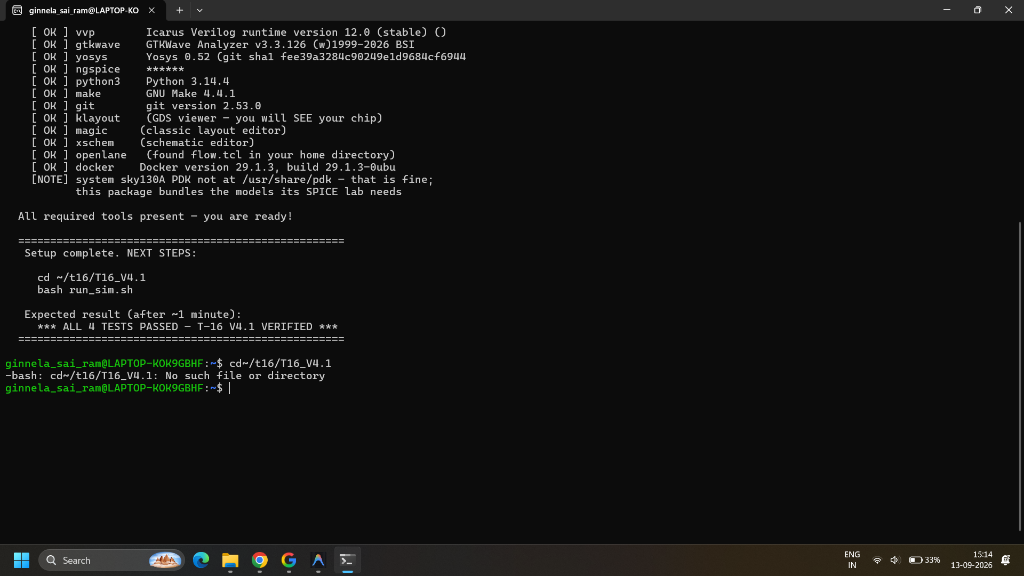 ginnela_sai_ram@LAPTOP-KO
[ OK ] vvp        Icarus Verilog runtime version 12.0 (stable) ()
[ OK ] gtkwave    GTKWave Analyzer v3.3.126 (w)1999-2026 BSI
[ OK ] yosys      Yosys 0.52 (git sha1 fee39a3284c90249e1d9684cf6944
[ OK ] ngspice    ******
[ OK ] python3    Python 3.14.4
[ OK ] make       GNU Make 4.4.1
[ OK ] git        git version 2.53.0
[ OK ] klayout    (GDS viewer — you will SEE your chip)
[ OK ] magic     (classic layout editor)
[ OK ] xschem    (schematic editor)
[ OK ] openlane   (found flow.tcl in your home directory)
[ OK ] docker    Docker version 29.1.3, build 29.1.3-0ubu
[NOTE] system sky130A PDK not at /usr/share/pdk — that is fine;
this package bundles the models its SPICE lab needs
All required tools present — you are ready!
===================================================
Setup complete. NEXT STEPS:
cd ~/t16/T16_V4.1
bash run_sim.sh
Expected result (after ~1 minute):
*** ALL 4 TESTS PASSED — T-16 V4.1 VERIFIED ***
===================================================
ginnela_sai_ram@LAPTOP-KOK9GBHF:~$ cd~/t16/T16_V4.1
-bash: cd~/t16/T16_V4.1: No such file or directory
ginnela_sai_ram@LAPTOP-KOK9GBHF:~$
Search
ENG
IN
33%
15:14
13-09-2026